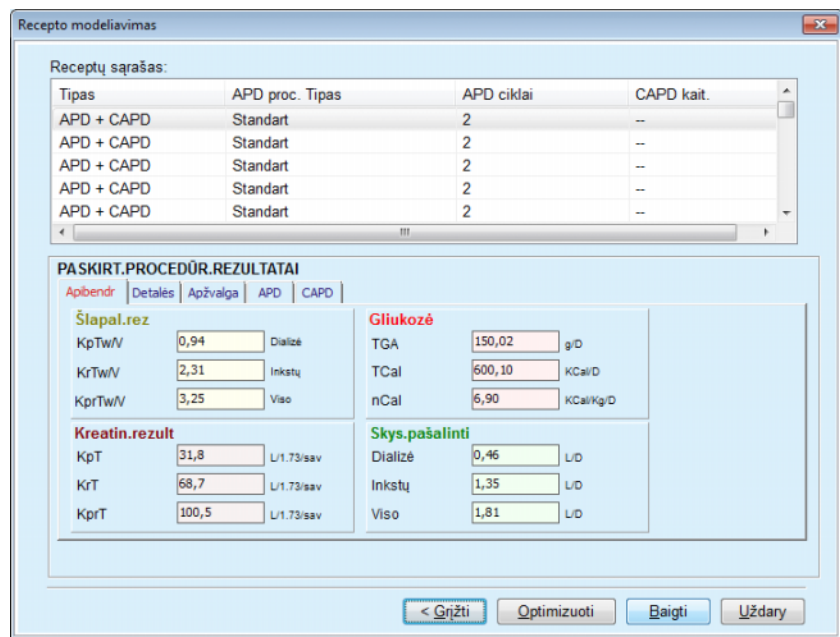 Recepto modeliavimas
Receptų sąrašas:
Tipas APD proc. Tipas APD ciklai CAPD kait.
APD + CAPD Standart 2 --
APD + CAPD Standart 2 --
APD + CAPD Standart 2 --
APD + CAPD Standart 2 --
APD + CAPD Standart 2 --
PASKIRT.PROCEDŪR.REZULTATAI
Apibendr Detalės Apžvalga APD CAPD
Šlapal.rez Gliukozė
KpTw/V 0,94 Dializė TGA 150,02 g/D
KrTw/V 2,31 Inkstų TCal 600,10 KCal/D
KprTw/V 3,25 Viso nCal 6,90 KCal/Kg/D
Kreatin.rezult Skys.pašalinti
KpT 31,8 L/1.73/sav Dializė 0,46 L/D
KrT 68,7 L/1.73/sav Inkstų 1,35 L/D
KprT 100,5 L/1.73/sav Viso 1,81 L/D
< Grįžti Optimizuoti Baigti Uždary